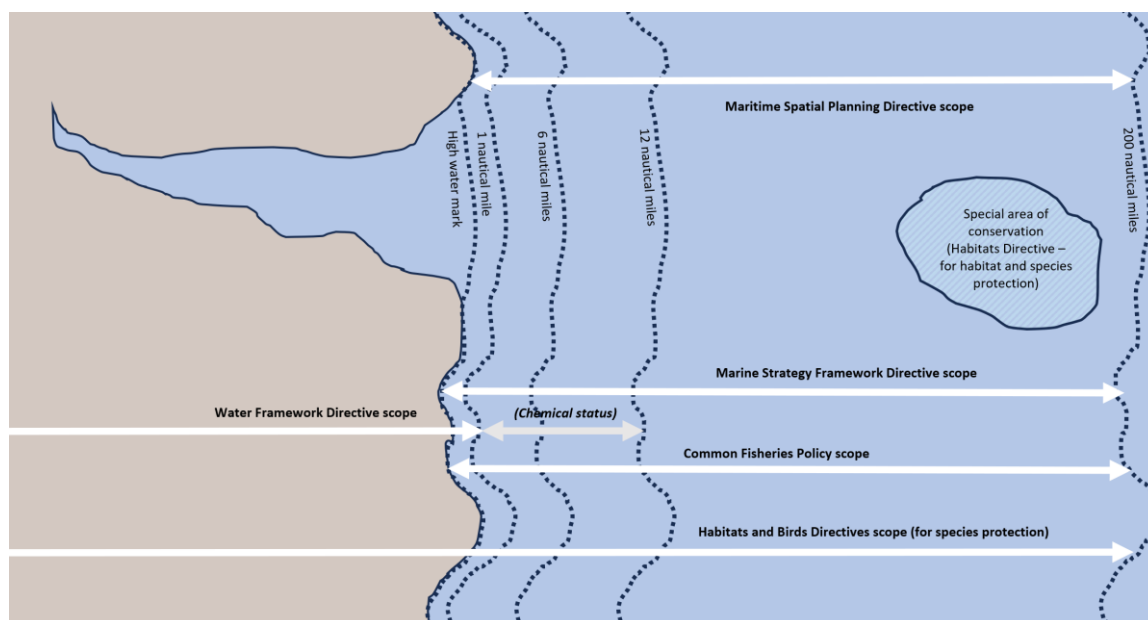 Maritime Spatial Planning Directive scope
High water mark
1 nautical mile
6 nautical miles
12 nautical miles
200 nautical miles
Special area of
conservation
(Habitats Directive –
for habitat and species
protection)
Marine Strategy Framework Directive scope
Water Framework Directive scope
(Chemical status)
Common Fisheries Policy scope
Habitats and Birds Directives scope (for species protection)